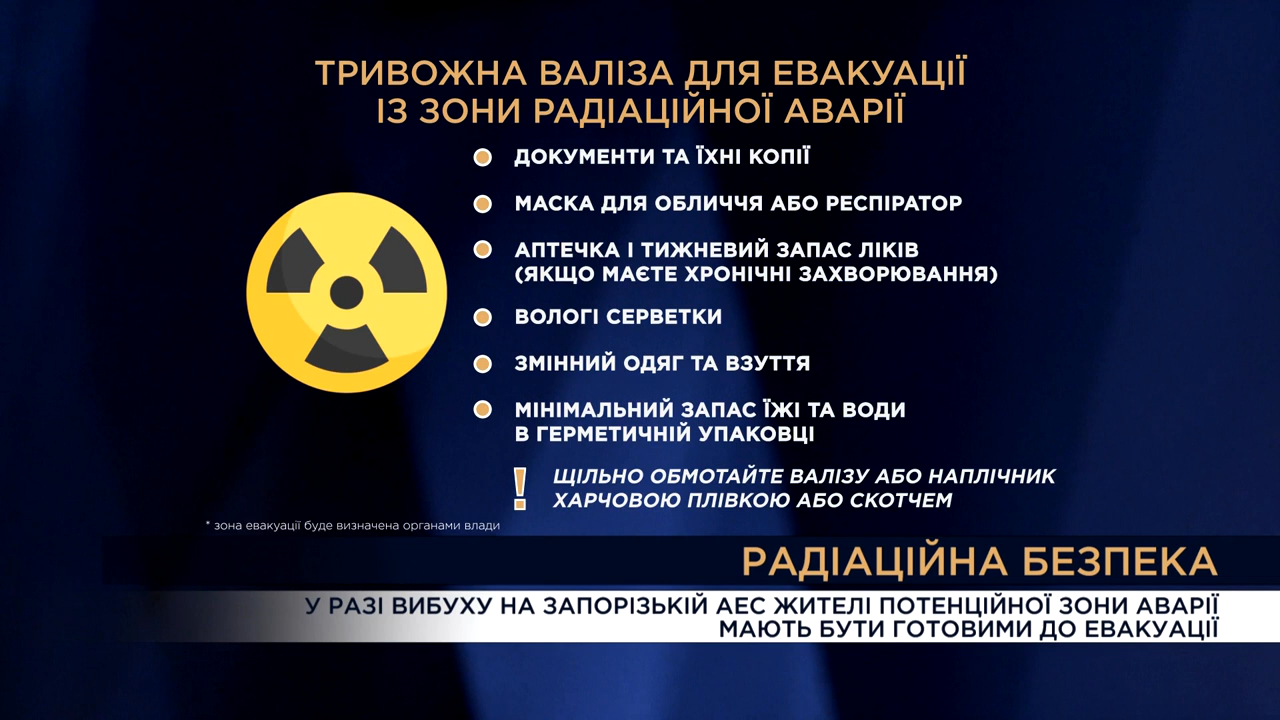 ТРИВОЖНА ВАЛІЗА ДЛЯ ЕВАКУАЦІЇ
ІЗ ЗОНИ РАДІАЦІЙНОЇ АВАРІЇ
ДОКУМЕНТИ ТА ЇХНІ КОПІЇ
МАСКА ДЛЯ ОБЛИЧЧЯ АБО РЕСПІРАТОР
АПТЕЧКА І ТИЖНЕВИЙ ЗАПАС ЛІКІВ
(ЯКЩО МАЄТЕ ХРОНІЧНІ ЗАХВОРЮВАННЯ)
ВОЛОГІ СЕРВЕТКИ
ЗМІННИЙ ОДЯГ ТА ВЗУТТЯ
МІНІМАЛЬНИЙ ЗАПАС ЇЖІ ТА ВОДИ
В ГЕРМЕТИЧНІЙ УПАКОВЦІ
! ЩІЛЬНО ОБМОТАЙТЕ ВАЛІЗУ АБО НАПЛІЧНИК
ХАРЧОВОЮ ПЛІВКОЮ АБО СКОТЧЕМ
* зона евакуації буде визначена органами влади
РАДІАЦІЙНА БЕЗПЕКА
У РАЗІ ВИБУХУ НА ЗАПОРІЗЬКІЙ АЕС ЖИТЕЛІ ПОТЕНЦІЙНОЇ ЗОНИ АВАРІЇ
МАЮТЬ БУТИ ГОТОВИМИ ДО ЕВАКУАЦІЇ